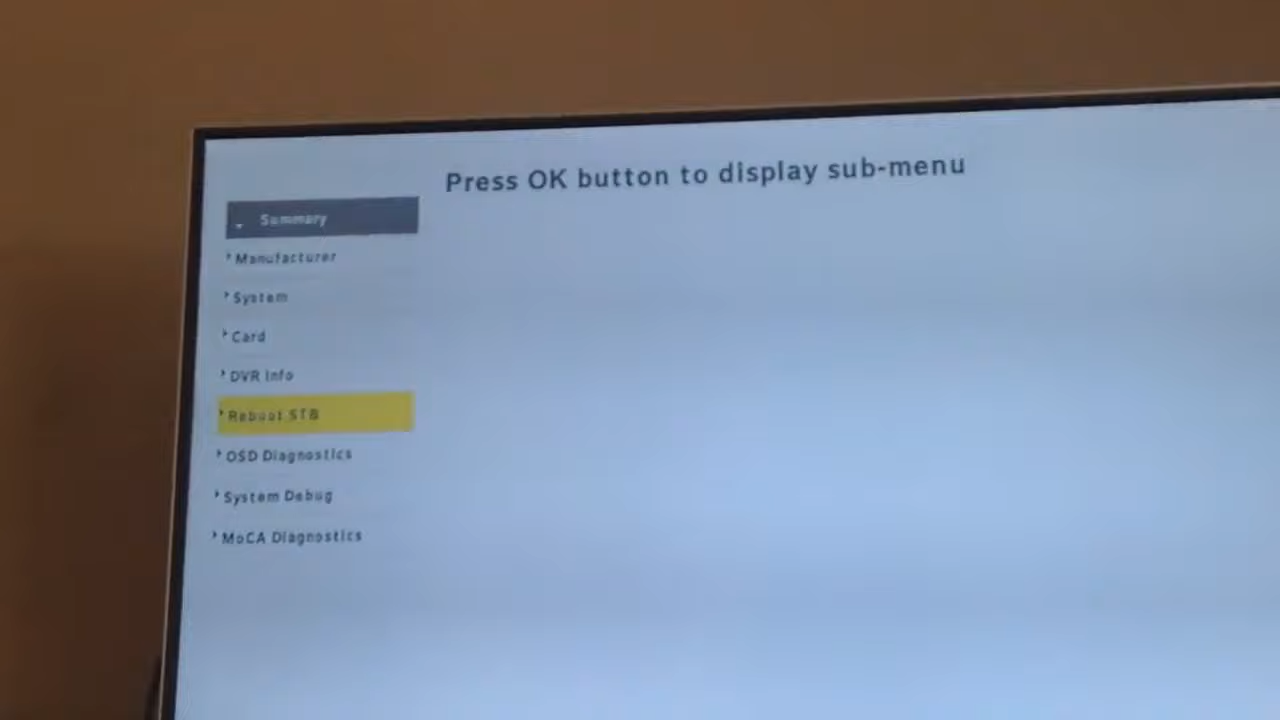 Press OK button to display sub-menu
Summary
Manufacturer
System
Card
DVR Info
Reboot STB
OSD Diagnostics
System Debug
MoCA Diagnostics